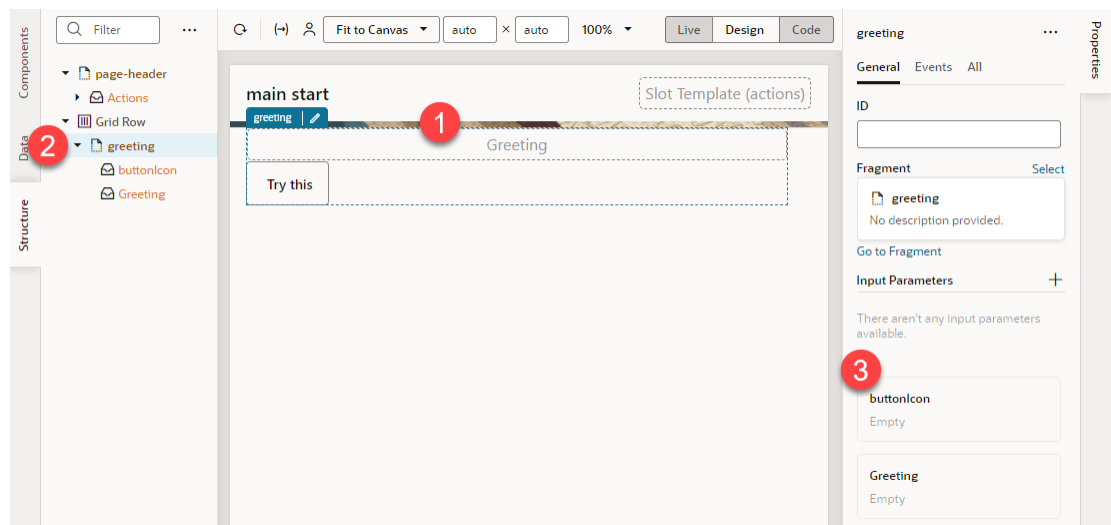 Components
Data
Structure
Filter
page-header
Actions
Grid Row
greeting
buttonIcon
Greeting
2
Fit to Canvas
auto
×
auto
100%
Live
Design
Code
main start
Slot Template (actions)
greeting
1
Greeting
Try this
greeting
General
Events
All
ID
Fragment
Select
greeting
No description provided.
Go to Fragment
Input Parameters
There aren't any input parameters
available.
3
buttonIcon
Empty
Greeting
Empty
Properties